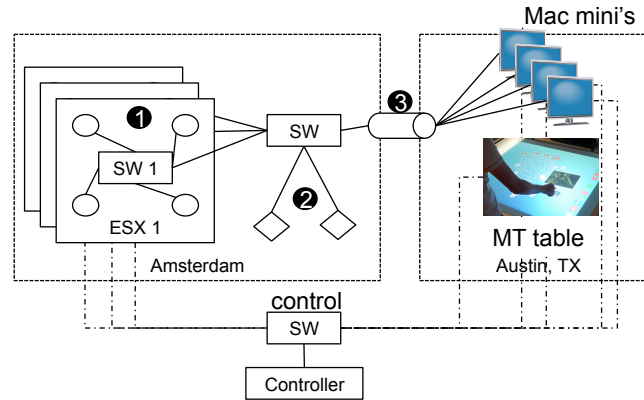 Mac mini's
1
3
SW
SW 1
2
ESX 1
MT table
Amsterdam
Austin, TX
control
SW
Controller